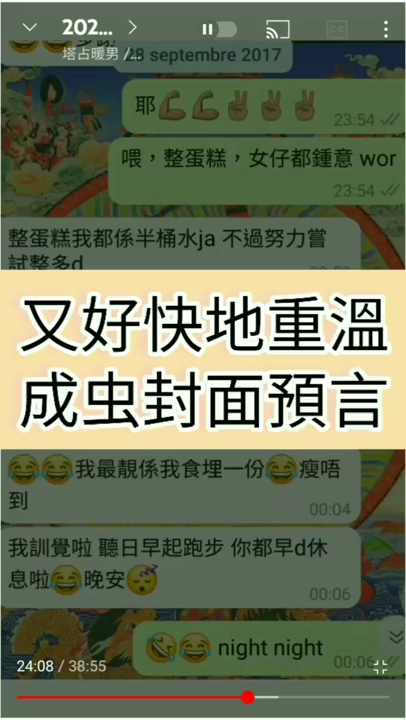 202...
塔占暖男 /...
28 septembre 2017
耶💪💪✌✌✌
23:54
喂，整蛋糕，女仔都鍾意 wor
23:54
整蛋糕我都係半桶水ja 不過努力嘗
試整多d
又好快地重溫
成虫封面預言
😂😂我最靚係我食埋一份😂瘦唔
到
00:04
我訓覺啦 聽日早起跑步 你都早d休
息啦😂晚安😴
00:06
🤣😂 night night
00:06
24:08 / 38:55